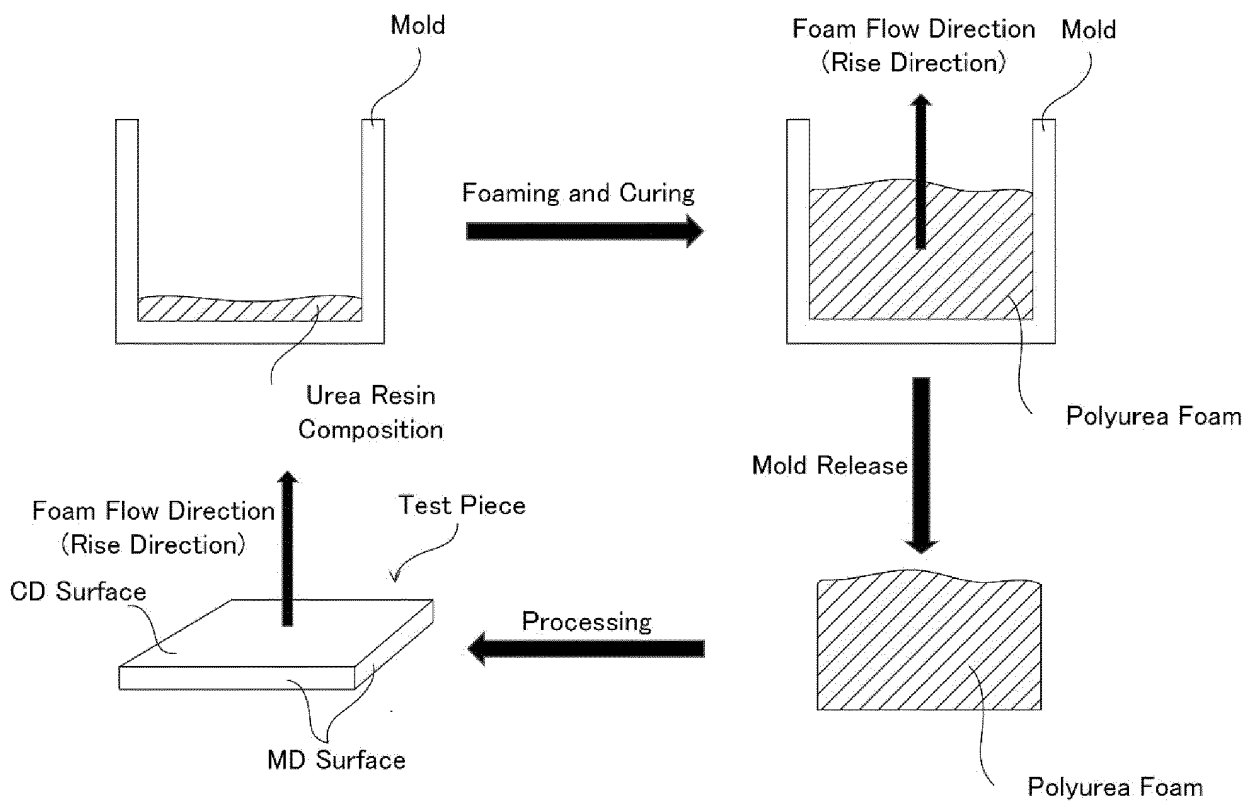 Mold
Foam Flow Direction
(Rise Direction)
Mold
Foaming and Curing
Urea Resin
Composition
Polyurea Foam
Mold Release
Foam Flow Direction
(Rise Direction)
Test Piece
CD Surface
Processing
MD Surface
Polyurea Foam